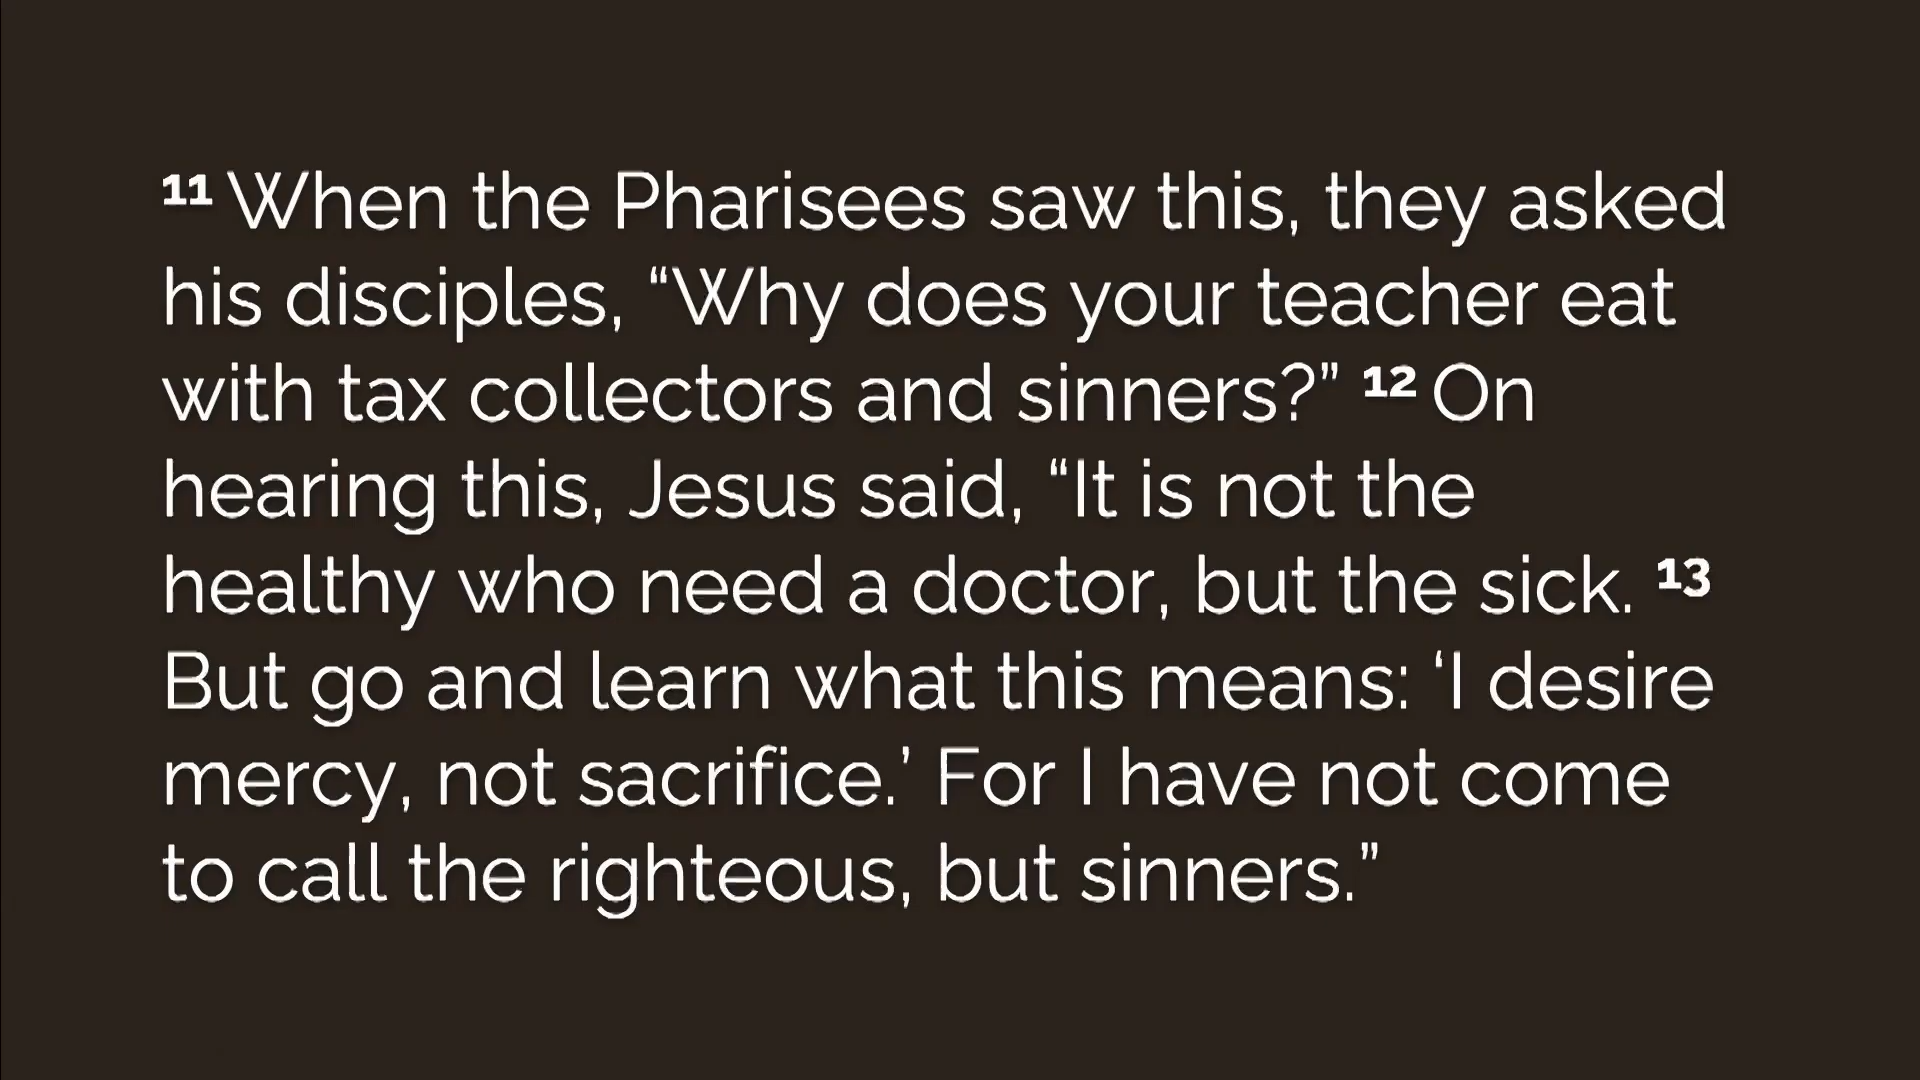 11 When the Pharisees saw this, they asked
his disciples, “Why does your teacher eat
with tax collectors and sinners?” 12 On
hearing this, Jesus said, “It is not the
healthy who need a doctor, but the sick. 13
But go and learn what this means: ‘I desire
mercy, not sacrifice.’ For I have not come
to call the righteous, but sinners.”